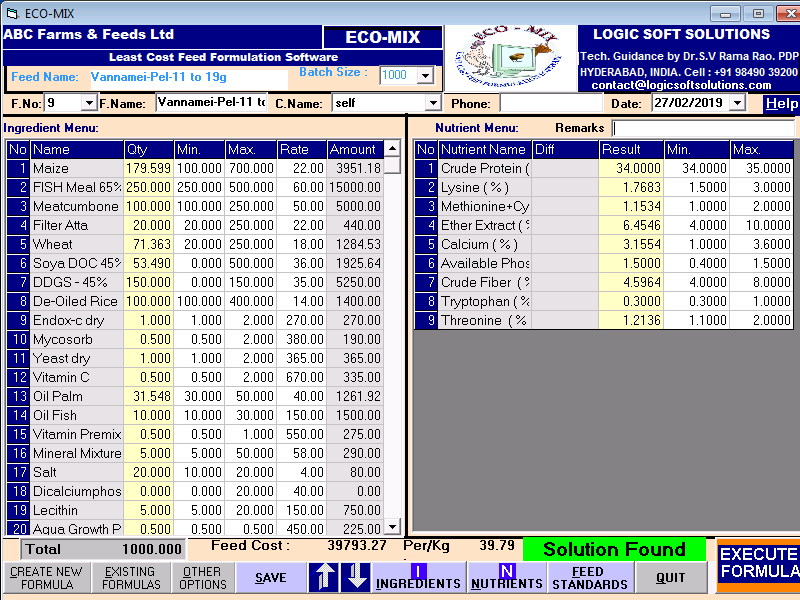 ECO-MIX
ABC Farms & Feeds Ltd
ECO-MIX
Least Cost Feed Formulation Software
ECO - MIX
LOGIC SOFT SOLUTIONS
Tech. Guidance by Dr.S.V Rama Rao. PDP
HYDERABAD, INDIA. Cell : +91 98490 39200
contact@logicsoftsolutions.com
Feed Name: Vannamei-Pel-11 to 19g Batch Size : 1000
F.No: 9 F.Name: Vannamei-Pel-11 to C.Name: self Phone: Date: 27/02/2019 Help
Ingredient Menu:
No Name Qty Min. Max. Rate Amount
1 Maize 179.599 100.000 700.000 22.00 3951.18
2 FISH Meal 65% 250.000 250.000 500.000 60.00 15000.00
3 Meatcumbone 100.000 100.000 250.000 50.00 5000.00
4 Filter Atta 20.000 20.000 250.000 22.00 440.00
5 Wheat 71.363 20.000 250.000 18.00 1284.53
6 Soya DOC 45% 53.490 0.000 500.000 36.00 1925.64
7 DDGS - 45% 150.000 0.000 150.000 35.00 5250.00
8 De-Oiled Rice 100.000 100.000 400.000 14.00 1400.00
9 Endox-c dry 1.000 1.000 2.000 270.00 270.00
10 Mycosorb 0.500 0.500 2.000 380.00 190.00
11 Yeast dry 1.000 1.000 2.000 365.00 365.00
12 Vitamin C 0.500 0.500 2.000 670.00 335.00
13 Oil Palm 31.548 30.000 50.000 40.00 1261.92
14 Oil Fish 10.000 10.000 30.000 150.00 1500.00
15 Vitamin Premix 0.500 0.500 1.000 550.00 275.00
16 Mineral Mixture 5.000 5.000 50.000 58.00 290.00
17 Salt 20.000 10.000 20.000 4.00 80.00
18 Dicalciumphos 0.000 0.000 20.000 40.00 0.00
19 Lecithin 5.000 5.000 20.000 150.00 750.00
20 Aqua Growth P 0.500 0.500 0.500 450.00 225.00
Nutrient Menu: Remarks
No Nutrient Name Diff Result Min. Max.
1 Crude Protein ( 34.0000 34.0000 35.0000
2 Lysine ( % ) 1.7683 1.5000 3.0000
3 Methionine+Cy 1.1534 1.0000 2.0000
4 Ether Extract ( % 6.4546 4.0000 10.0000
5 Calcium ( % ) 3.1554 1.0000 3.6000
6 Available Phos 1.5000 0.4000 1.5000
7 Crude Fiber ( % 4.5964 4.0000 8.0000
8 Tryptophan ( % 0.3000 0.3000 1.0000
9 Threonine ( % 1.2136 1.1000 2.0000
Total 1000.000 Feed Cost : 39793.27 Per/Kg : 39.79 Solution Found
CREATE NEW FORMULA
EXISTING FORMULAS
OTHER OPTIONS
SAVE
I INGREDIENTS
N NUTRIENTS
FEED STANDARDS
QUIT
EXECUTE FORMULA